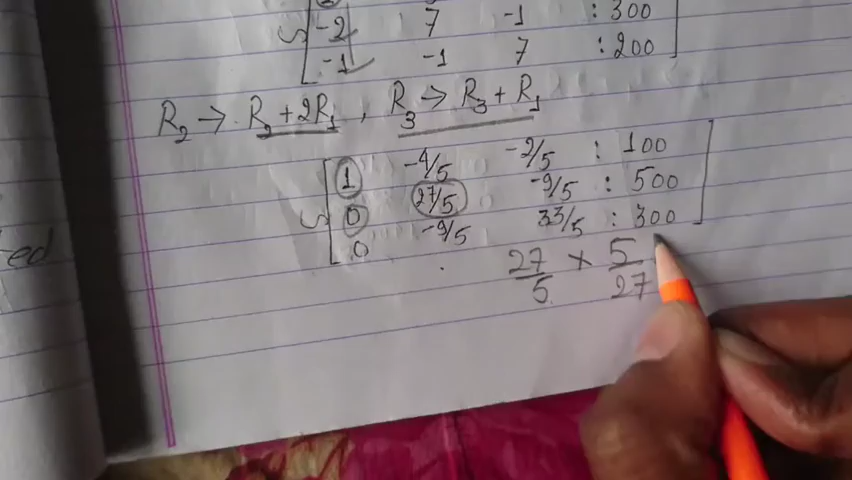 -2 7 -1 : 300
-1 -1 7 : 200
R2 → R2 + 2R1 , R3 → R3 + R1
1 -4/5 -2/5 : 100
0 27/5 -9/5 : 500
0 -9/5 33/5 : 300
27/5 × 5/27